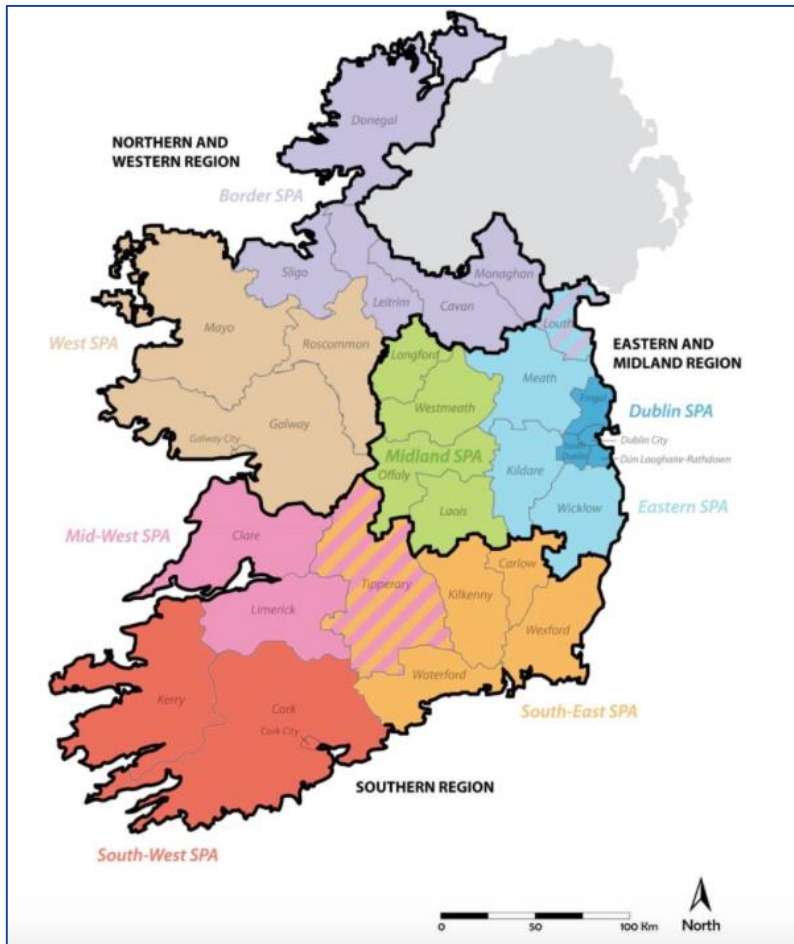 Donegal
NORTHERN AND
WESTERN REGION
Border SPA
Sligo
Leitrim
Cavan
Monaghan
Louth
West SPA
Mayo
Roscommon
Galway
Galway City
Longford
Westmeath
Midland SPA
Offaly
Laois
EASTERN AND
MIDLAND REGION
Meath
Fingal
Dublin SPA
Dublin City
Dublin
Dún Laoghaire-Rathdown
Kildare
Wicklow
Eastern SPA
Mid-West SPA
Clare
Limerick
Tipperary
Kilkenny
Carlow
Wexford
Waterford
South-East SPA
Kerry
Cork
Cork City
SOUTHERN REGION
South-West SPA
0 50 100 Km
North